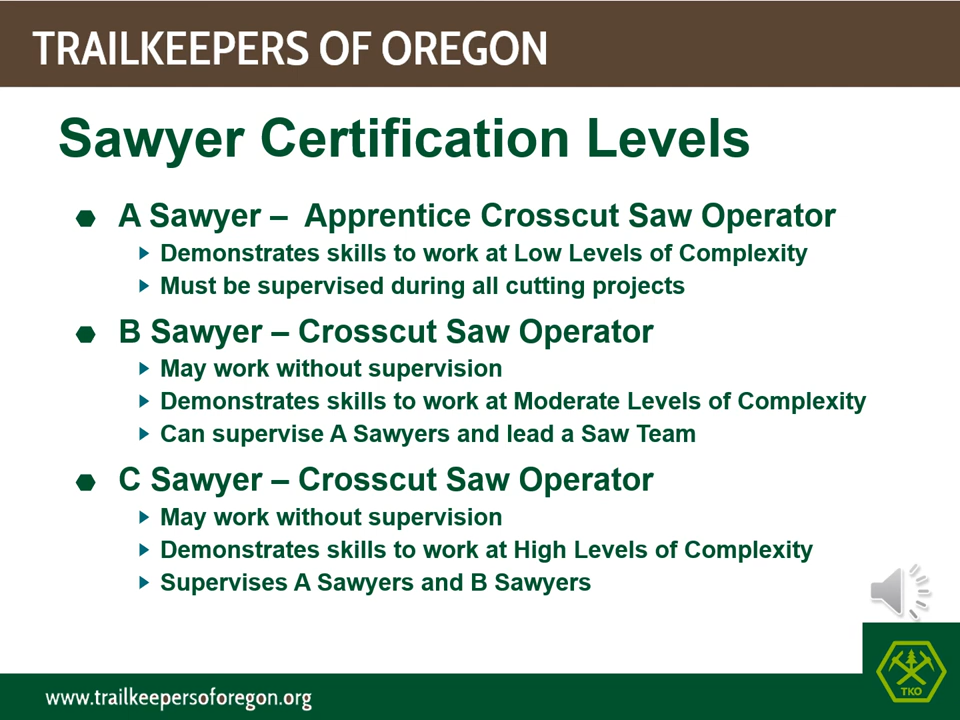 TRAILKEEPERS OF OREGON
Sawyer Certification Levels
A Sawyer – Apprentice Crosscut Saw Operator
Demonstrates skills to work at Low Levels of Complexity
Must be supervised during all cutting projects
B Sawyer – Crosscut Saw Operator
May work without supervision
Demonstrates skills to work at Moderate Levels of Complexity
Can supervise A Sawyers and lead a Saw Team
C Sawyer – Crosscut Saw Operator
May work without supervision
Demonstrates skills to work at High Levels of Complexity
Supervises A Sawyers and B Sawyers
TKO
www.trailkeepersoforegon.org